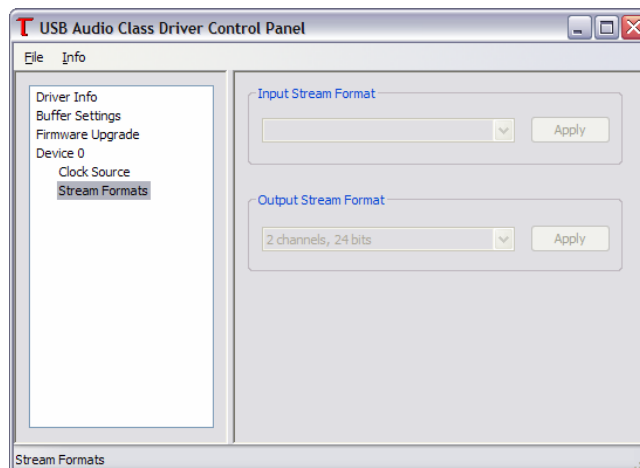 USB Audio Class Driver Control Panel
File Info
Driver Info
Buffer Settings
Firmware Upgrade
Device 0
Clock Source
Stream Formats
Input Stream Format
Apply
Output Stream Format
2 channels, 24 bits
Apply
Stream Formats